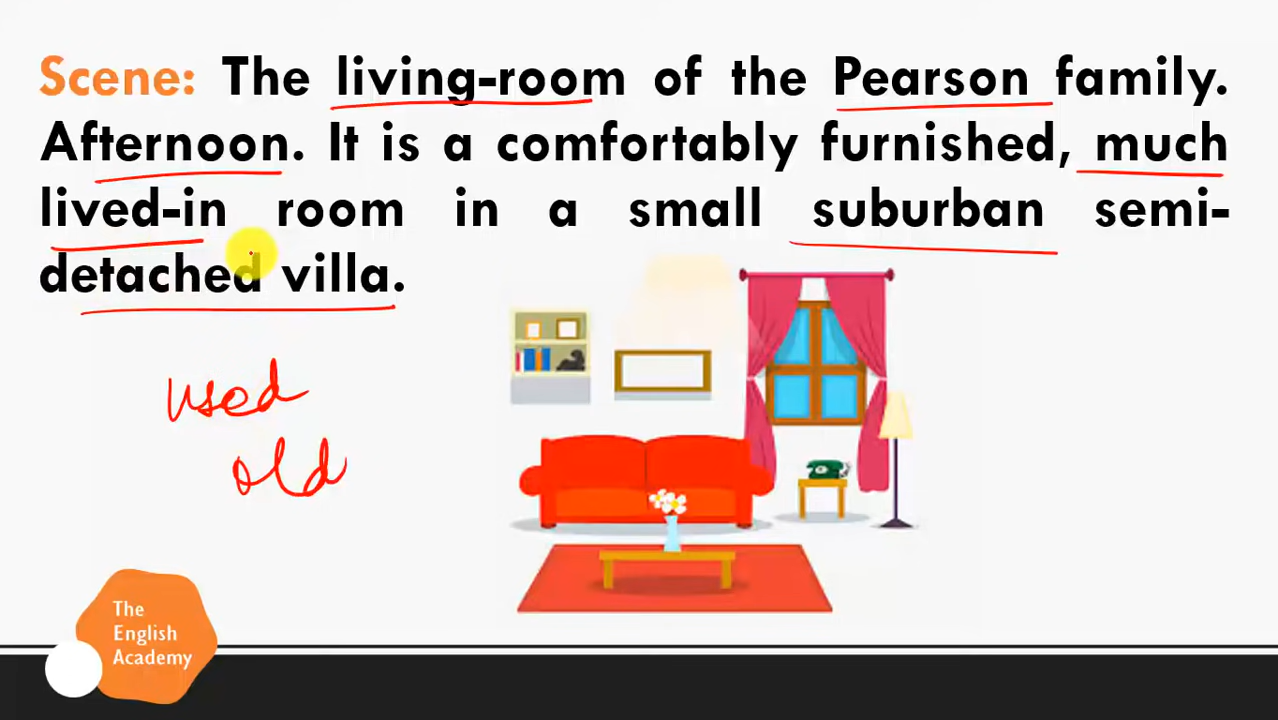 Scene: The living-room of the Pearson family.
Afternoon. It is a comfortably furnished, much
lived-in room in a small suburban semi-
detached villa.
used
old
The
English
Academy